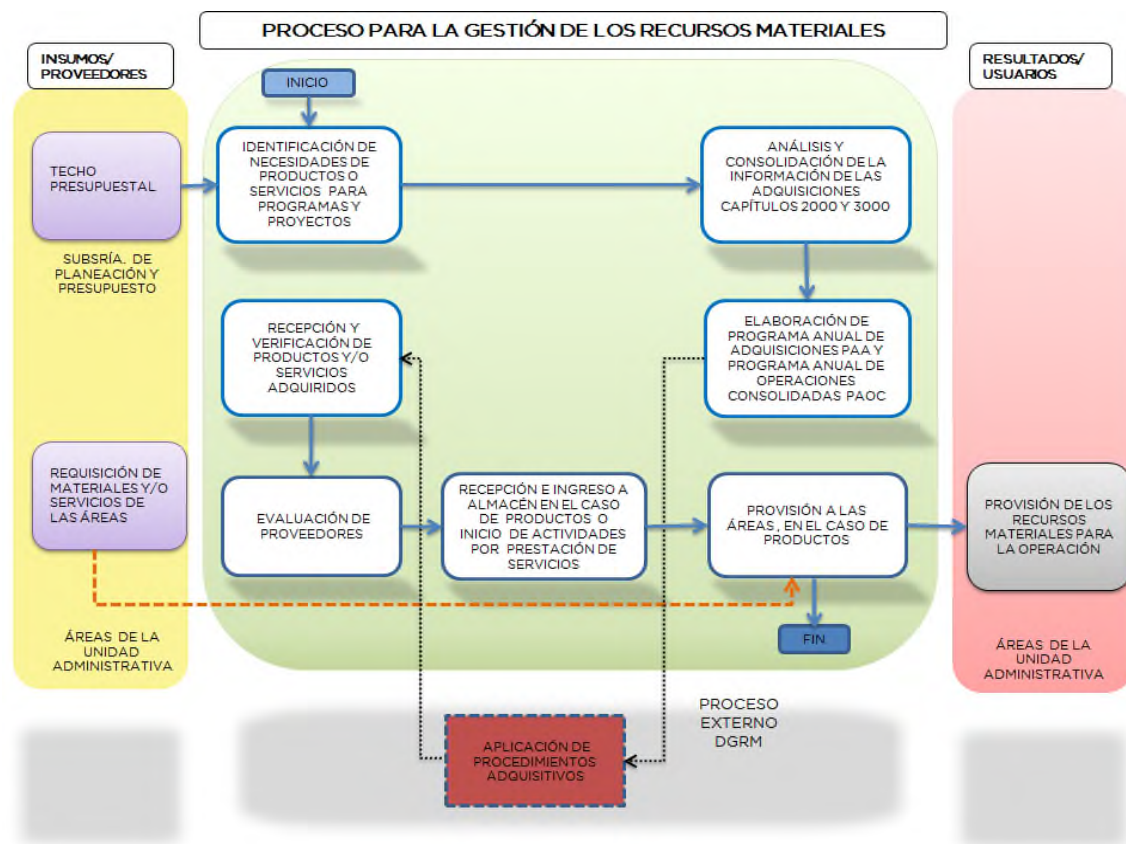 PROCESO PARA LA GESTIÓN DE LOS RECURSOS MATERIALES
INSUMOS/
PROVEEDORES
RESULTADOS/
USUARIOS
INICIO
TECHO
PRESUPUESTAL
SUBSRÍA. DE
PLANEACIÓN Y
PRESUPUESTO
IDENTIFICACIÓN DE
NECESIDADES DE
PRODUCTOS O
SERVICIOS PARA
PROGRAMAS Y
PROYECTOS
ANÁLISIS Y
CONSOLIDACIÓN DE LA
INFORMACIÓN DE LAS
ADQUISICIONES
CAPÍTULOS 2000 Y 3000
RECEPCIÓN Y
VERIFICACIÓN DE
PRODUCTOS Y/O
SERVICIOS
ADQUIRIDOS
ELABORACIÓN DE
PROGRAMA ANUAL DE
ADQUISICIONES PAA Y
PROGRAMA ANUAL DE
OPERACIONES
CONSOLIDADAS PAOC
REQUISICIÓN DE
MATERIALES Y/O
SERVICIOS DE
LAS ÁREAS
EVALUACIÓN DE
PROVEEDORES
RECEPCIÓN E INGRESO A
ALMACÉN EN EL CASO
DE PRODUCTOS O
INICIO DE ACTIVIDADES
POR PRESTACIÓN DE
SERVICIOS
PROVISIÓN A LAS
ÁREAS, EN EL CASO DE
PRODUCTOS
PROVISIÓN DE LOS
RECURSOS
MATERIALES PARA
LA OPERACIÓN
FIN
ÁREAS DE LA
UNIDAD
ADMINISTRATIVA
ÁREAS DE LA
UNIDAD
ADMINISTRATIVA
PROCESO
EXTERNO
DGRM
APLICACIÓN DE
PROCEDIMIENTOS
ADQUISITIVOS